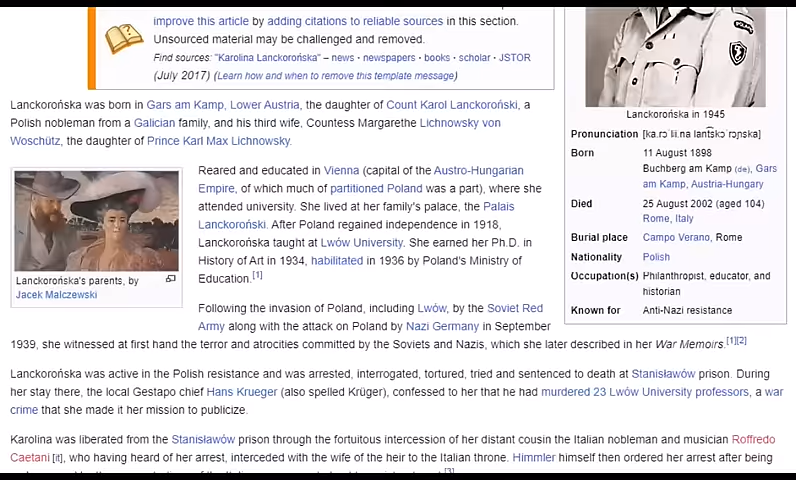 improve this article by adding citations to reliable sources in this section.
Unsourced material may be challenged and removed.
Find sources: "Karolina Lanckorońska" – news · newspapers · books · scholar · JSTOR
(July 2017) (Learn how and when to remove this template message)
Lanckorońska was born in Gars am Kamp, Lower Austria, the daughter of Count Karol Lanckoroński, a
Polish nobleman from a Galician family, and his third wife, Countess Margarethe Lichnowsky von
Woschütz, the daughter of Prince Karl Max Lichnowsky.
Lanckorońska's parents, by
Jacek Malczewski
Reared and educated in Vienna (capital of the Austro-Hungarian
Empire, of which much of partitioned Poland was a part), where she
attended university. She lived at her family's palace, the Palais
Lanckoroński. After Poland regained independence in 1918,
Lanckorońska taught at Lwów University. She earned her Ph.D. in
History of Art in 1934, habilitated in 1936 by Poland's Ministry of
Education.[1]
Following the invasion of Poland, including Lwów, by the Soviet Red
Army along with the attack on Poland by Nazi Germany in September
1939, she witnessed at first hand the terror and atrocities committed by the Soviets and Nazis, which she later described in her War Memoirs.[1][2]
Lanckorońska was active in the Polish resistance and was arrested, interrogated, tortured, tried and sentenced to death at Stanisławów prison. During
her stay there, the local Gestapo chief Hans Krueger (also spelled Krüger), confessed to her that he had murdered 23 Lwów University professors, a war
crime that she made it her mission to publicize.
Karolina was liberated from the Stanisławów prison through the fortuitous intercession of her distant cousin the Italian nobleman and musician Roffredo
Caetani [it], who having heard of her arrest, interceded with the wife of the heir to the Italian throne. Himmler himself then ordered her arrest after being
Lanckorońska in 1945
Pronunciation
Born 11 August 1898
Buchberg am Kamp (de), Gars
am Kamp, Austria-Hungary
Died 25 August 2002 (aged 104)
Rome, Italy
Burial place Campo Verano, Rome
Nationality Polish
Occupation(s) Philanthropist, educator, and
historian
Known for Anti-Nazi resistance